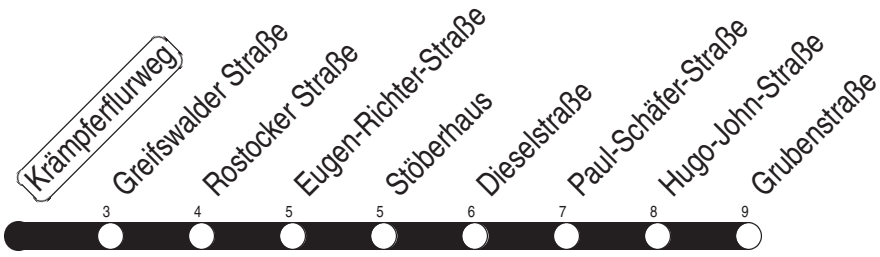 Krämpferflurweg
Greifswalder Straße
Rostocker Straße
Eugen-Richter-Straße
Stöberhaus
Dieselstraße
Paul-Schäfer-Straße
Hugo-John-Straße
Grubenstraße
3 4 5 5 6 7 8 9